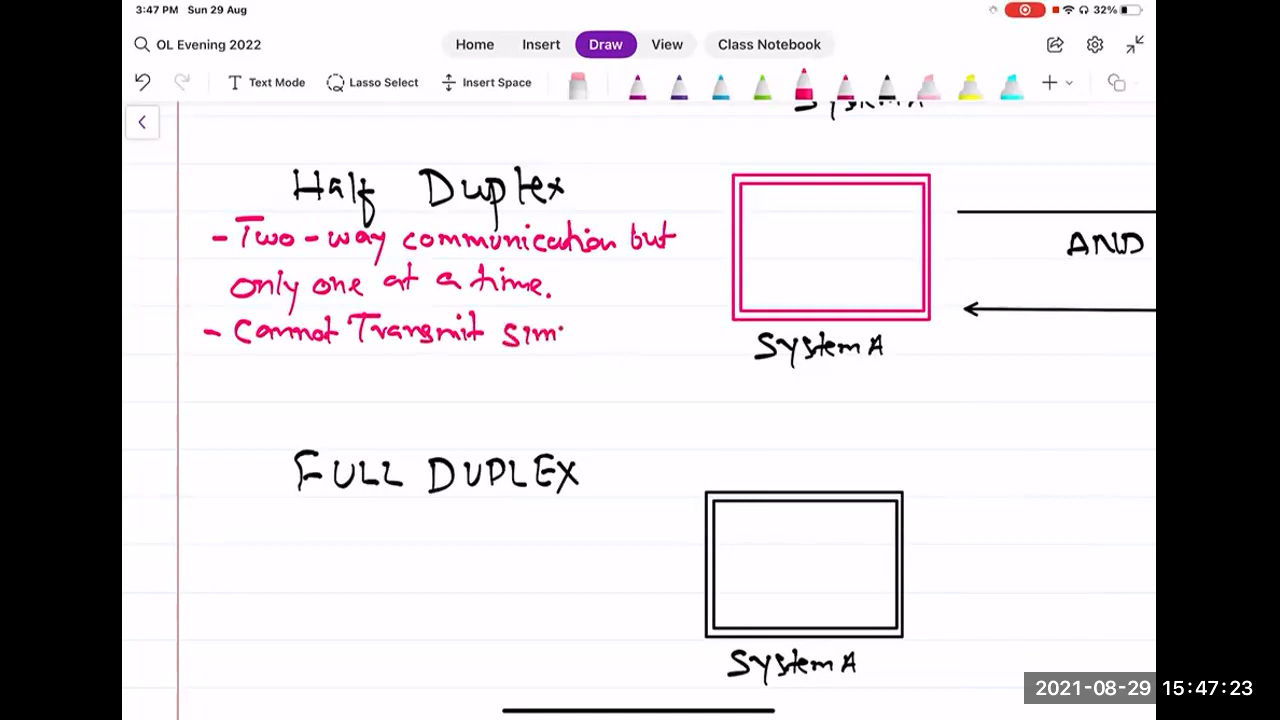 3:47 PM Sun 29 Aug
32%
OL Evening 2022
Home Insert Draw View Class Notebook
Text Mode Lasso Select Insert Space
System A
Half Duplex
- Two-way communication but
only one at a time.
- Cannot Transmit sim
AND
System A
FULL DUPLEX
System A
2021-08-29 15:47:23